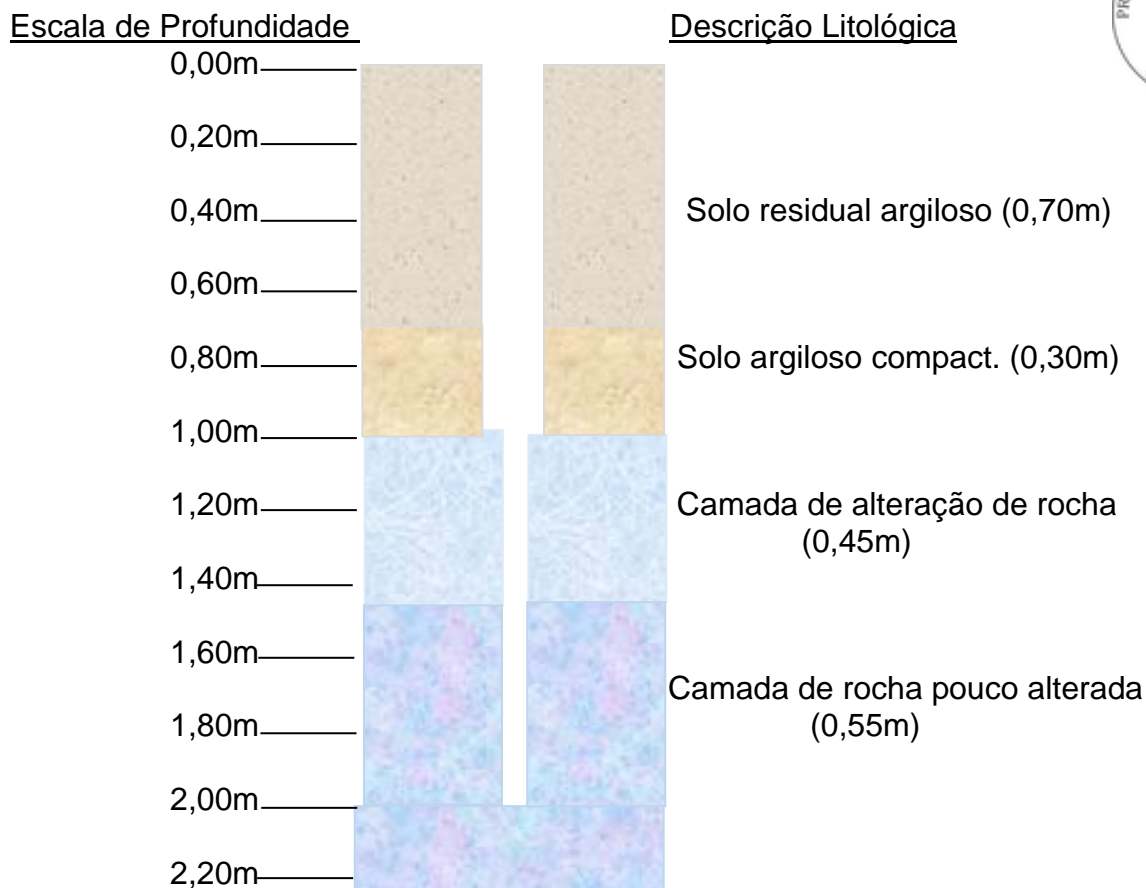 Escala de Profundidade
Descrição Litológica
PR
0,00m
0,20m
0,40m
Solo residual argiloso (0,70m)
0,60m
0,80m
Solo argiloso compact. (0,30m)
1,00m
1,20m
Camada de alteração de rocha
(0,45m)
1,40m
1,60m
Camada de rocha pouco alterada
(0,55m)
1,80m
2,00m
2,20m